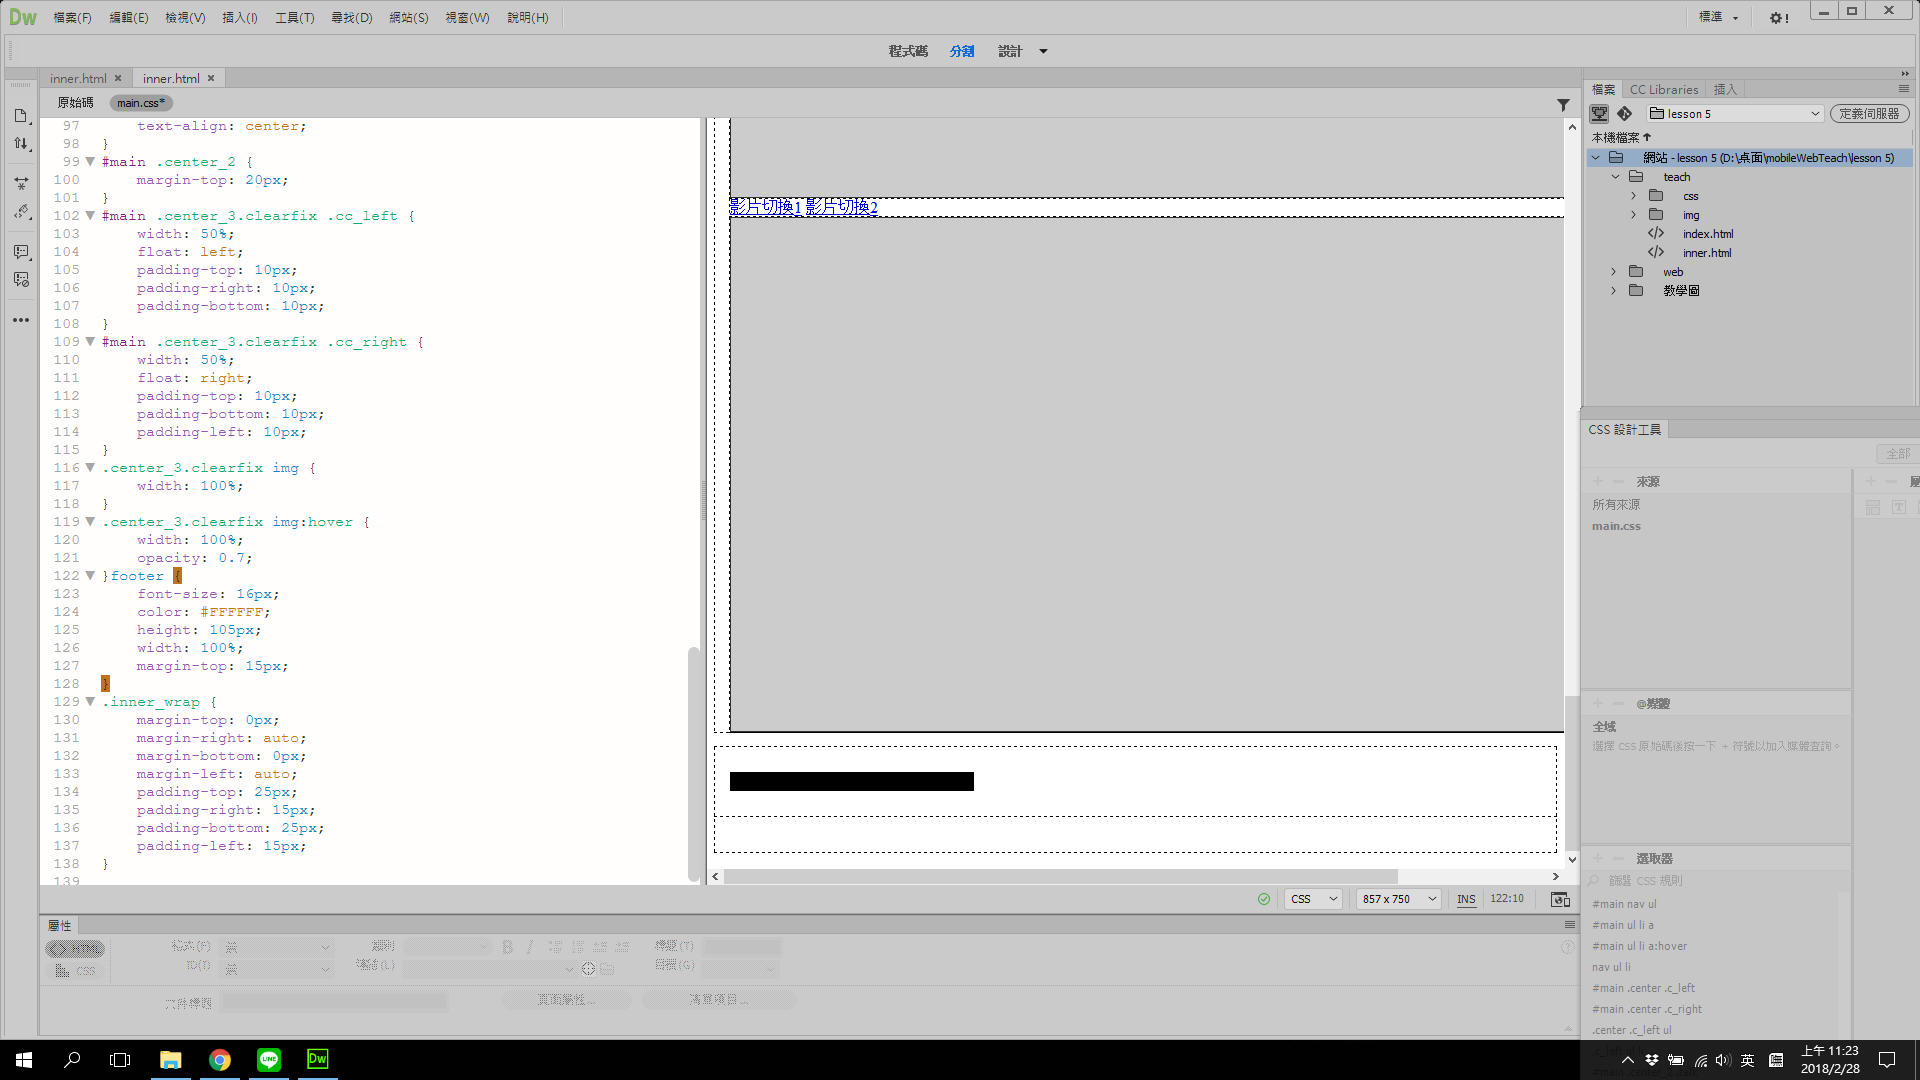 Dw 檔案(F) 編輯(E) 檢視(V) 插入(I) 工具(T) 尋找(D) 網站(S) 視窗(W) 說明(H) 標準
程式碼 分割 設計
inner.html × inner.html ×
原始碼 main.css*
97 text-align: center;
98 }
99 #main .center_2 {
100 margin-top: 20px;
101 }
102 #main .center_3.clearfix .cc_left {
103 width: 50%;
104 float: left;
105 padding-top: 10px;
106 padding-right: 10px;
107 padding-bottom: 10px;
108 }
109 #main .center_3.clearfix .cc_right {
110 width: 50%;
111 float: right;
112 padding-top: 10px;
113 padding-bottom: 10px;
114 padding-left: 10px;
115 }
116 .center_3.clearfix img {
117 width: 100%;
118 }
119 .center_3.clearfix img:hover {
120 width: 100%;
121 opacity: 0.7;
122 }footer {
123 font-size: 16px;
124 color: #FFFFFF;
125 height: 105px;
126 width: 100%;
127 margin-top: 15px;
128 }
129 .inner_wrap {
130 margin-top: 0px;
131 margin-right: auto;
132 margin-bottom: 0px;
133 margin-left: auto;
134 padding-top: 25px;
135 padding-right: 15px;
136 padding-bottom: 25px;
137 padding-left: 15px;
138 }
139
影片切換1 影片切換2
CSS 857 x 750 INS 122:10
檔案 CC Libraries 插入
lesson 5 定義伺服器
本機檔案
網站 - lesson 5 (D:\桌面\mobileWebTeach\lesson 5)
teach
css
img
index.html
inner.html
web
教學圖
CSS 設計工具
全部
來源
所有來源
main.css
@媒體
全域
選擇 CSS 原始碼後按一下 + 符號以加入媒體查詢。
選取器
篩選 CSS 規則
#main nav ul
#main ul li a
#main ul li a:hover
nav ul li
#main .center .c_left
#main .center .c_right
.center .c_left ul
屬性
HTML 格式(F) 無 類別 B I 標題(T)
CSS ID(I) 無 連結(L) 目標(G)
文件標題 頁面屬性... 清單項目...
LINE Dw 英
上午 11:23
2018/2/28